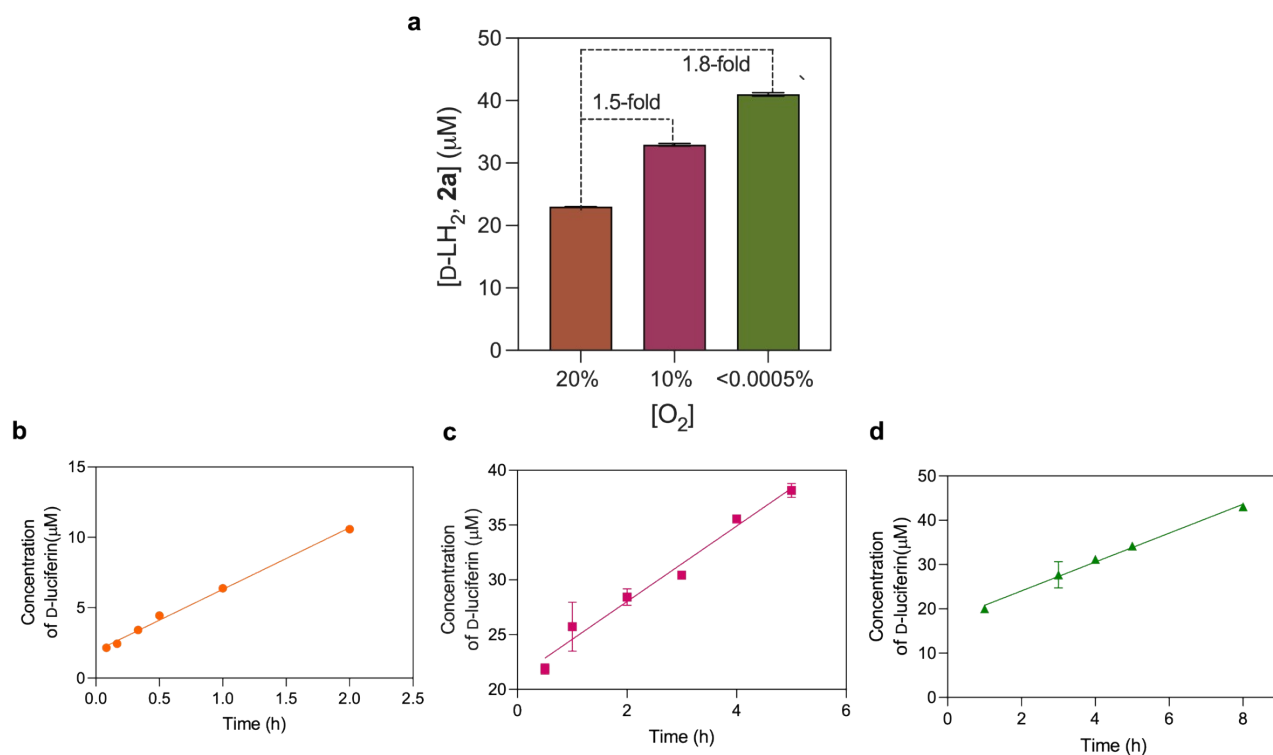 a
50
40
30
20
10
0
[D-LH2, 2a] (μM)
1.8-fold
1.5-fold
20% 10% <0.0005%
[O2]
b
15
10
5
0
Concentration
of D-luciferin(μM)
0.0 0.5 1.0 1.5 2.0 2.5
Time (h)
c
40
35
30
25
20
Concentration
of D-luciferin (μM)
0 2 4 6
Time (h)
d
50
40
30
20
10
0
Concentration
of D-luciferin(μM)
0 2 4 6 8
Time (h)